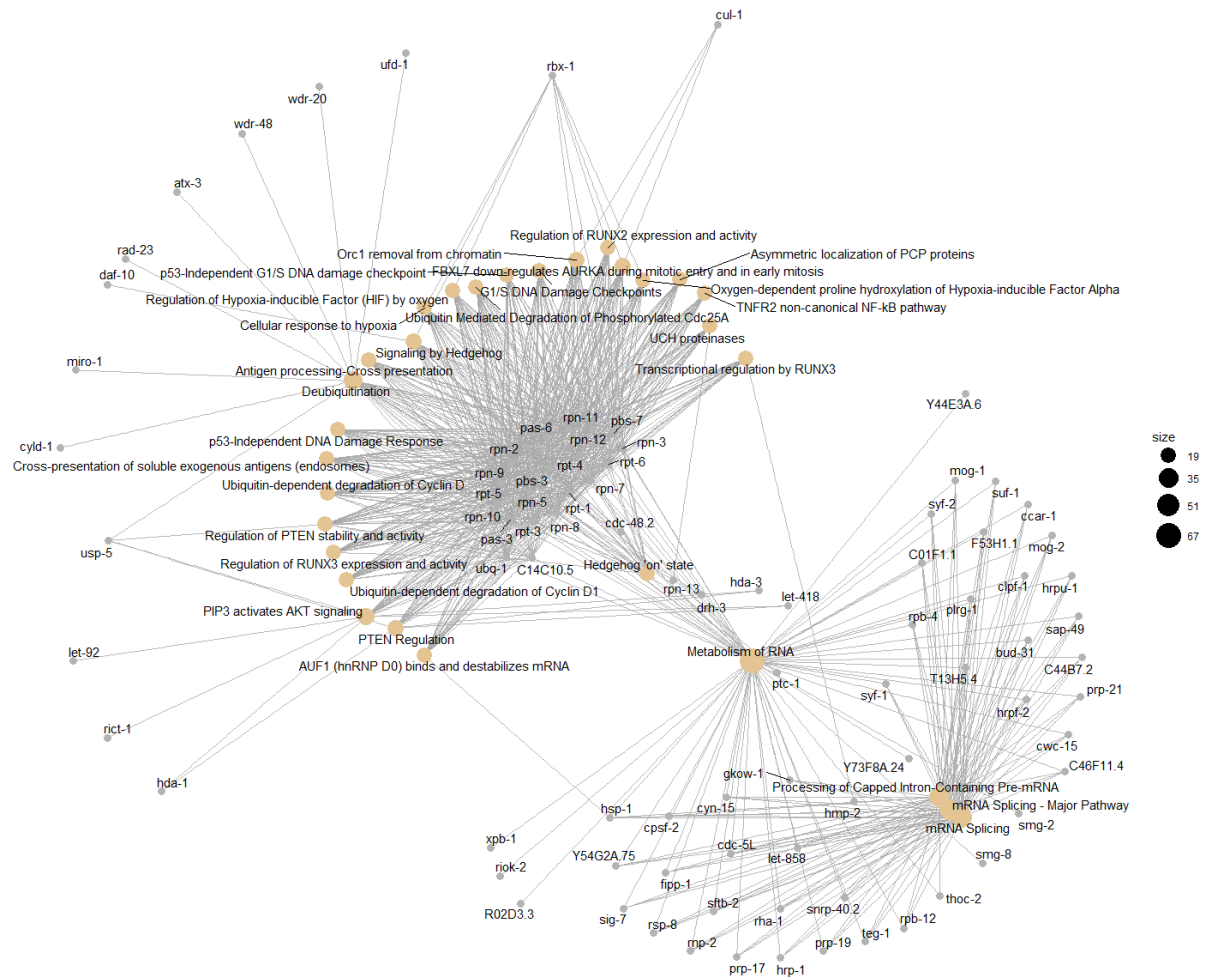 cul-1
ufd-1
rbx-1
wdr-20
wdr-48
atx-3
Regulation of RUNX2 expression and activity
rad-23
Orc1 removal from chromatin
Asymmetric localization of PCP proteins
daf-10
p53-Independent G1/S DNA damage checkpoint
FBXL7 down-regulates AURKA during mitotic entry and in early mitosis
Regulation of Hypoxia-inducible Factor (HIF) by oxygen
G1/S DNA Damage Checkpoints
Oxygen-dependent proline hydroxylation of Hypoxia-inducible Factor Alpha
TNFR2 non-canonical NF-kB pathway
Cellular response to hypoxia
Ubiquitin Mediated Degradation of Phosphorylated Cdc25A
UCH proteinases
Signaling by Hedgehog
miro-1
Antigen processing-Cross presentation
Transcriptional regulation by RUNX3
Deubiquitination
Y44E3A.6
rpn-11
pbs-7
pas-6
size
p53-Independent DNA Damage Response
rpn-12
rpn-3
cyld-1
rpn-2
19
Cross-presentation of soluble exogenous antigens (endosomes)
rpt-4
rpt-6
mog-1
rpn-9
35
Ubiquitin-dependent degradation of Cyclin D
pbs-3
rpn-7
suf-1
rpt-5
rpn-5
rpt-1
syf-2
51
ccar-1
rpn-10
rpn-8
cdc-48.2
67
Regulation of PTEN stability and activity
rpt-3
pas-3
F53H1.1
mog-2
usp-5
C01F1.1
Regulation of RUNX3 expression and activity
ubq-1
C14C10.5
Hedgehog 'on' state
rpn-13
hda-3
clpf-1
hrpu-1
Ubiquitin-dependent degradation of Cyclin D1
let-418
drh-3
PIP3 activates AKT signaling
rpb-4
plrg-1
sap-49
PTEN Regulation
Metabolism of RNA
bud-31
let-92
AUF1 (hnRNP D0) binds and destabilizes mRNA
C44B7.2
T13H5.4
ptc-1
syf-1
prp-21
hrpf-2
rict-1
cwc-15
Y73F8A.24
C46F11.4
gkow-1
hda-1
Processing of Capped Intron-Containing Pre-mRNA
hsp-1
cyn-15
hmp-2
mRNA Splicing - Major Pathway
cpsf-2
mRNA Splicing
smg-2
xpb-1
cdc-5L
let-858
smg-8
Y54G2A.75
riok-2
fipp-1
thoc-2
R02D3.3
sig-7
sftb-2
snrp-40.2
rsp-8
rha-1
rpb-12
rnp-2
teg-1
prp-19
prp-17
hrp-1